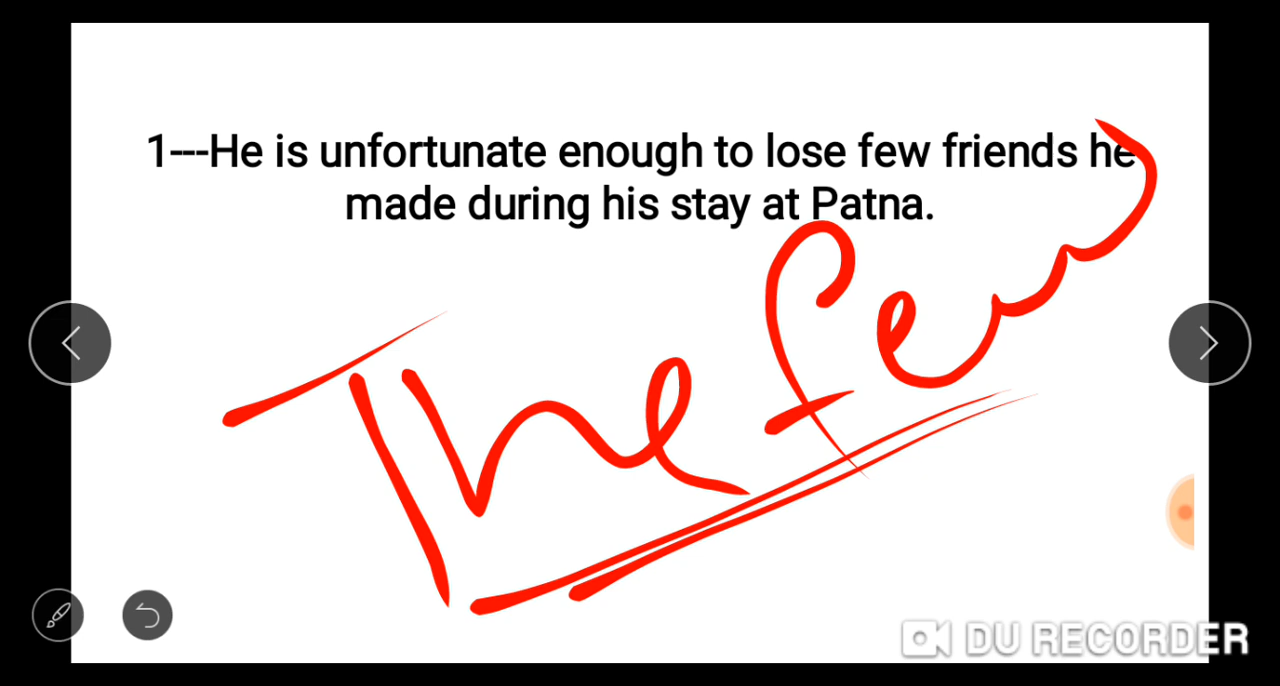 1---He is unfortunate enough to lose few friends he
made during his stay at Patna.
The few
DU RECORDER